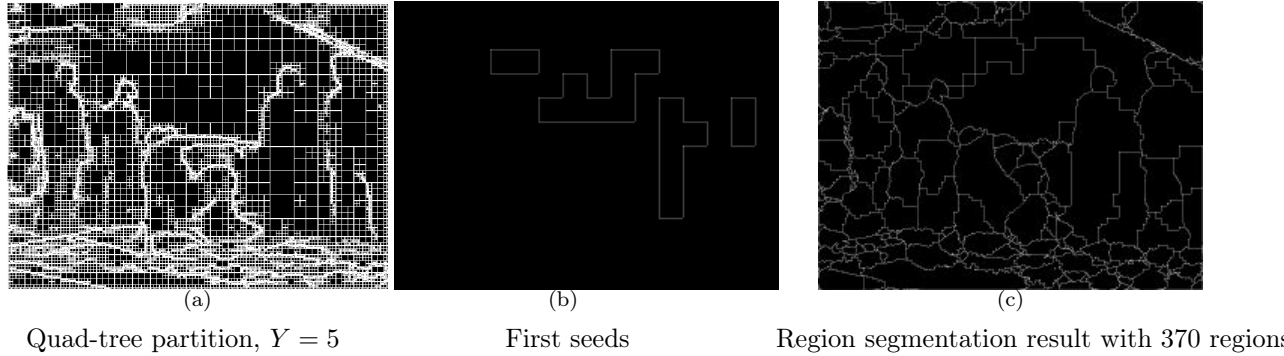 (a) (b) (c)
Quad-tree partition, Y = 5 First seeds Region segmentation result with 370 regions